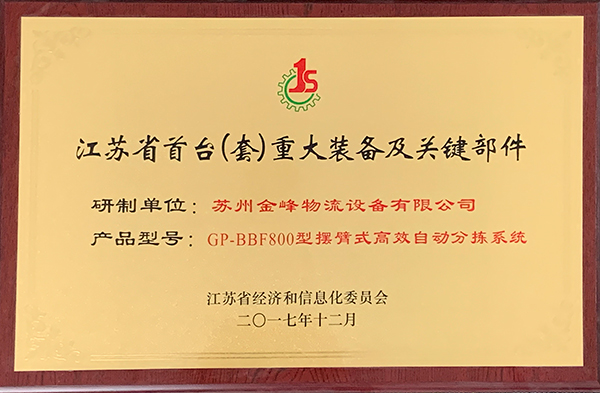 1S
江苏省首台(套)重大装备及关键部件
研制单位：苏州金峰物流设备有限公司
产品型号：GP-BBF800型摆臂式高效自动分拣系统
江苏省经济和信息化委员会
二〇一七年十二月